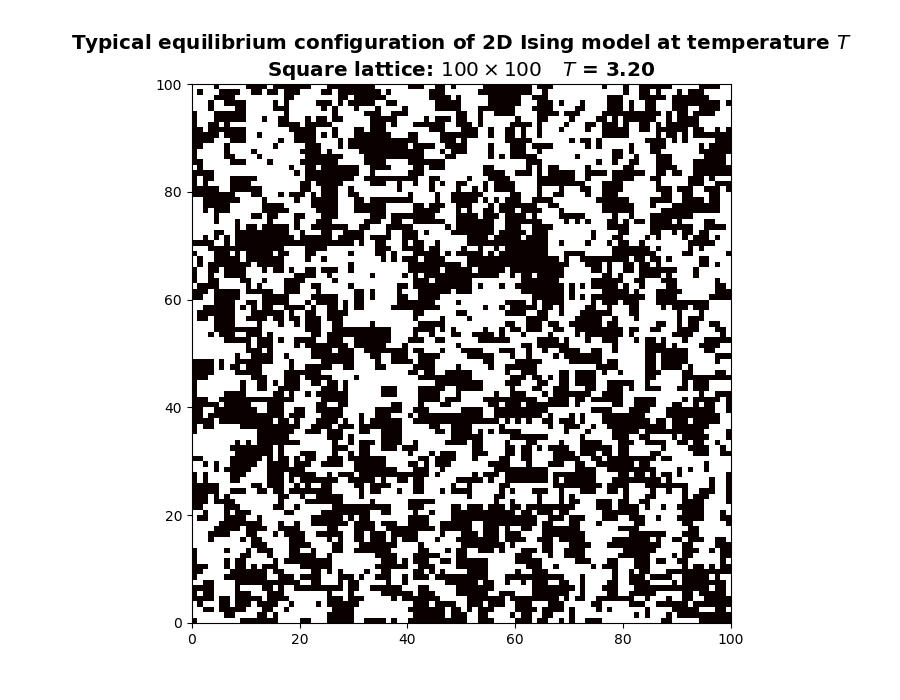 Typical equilibrium configuration of 2D Ising model at temperature T
Square lattice: 100 × 100 T = 3.20
100
80
60
40
20
0
0 20 40 60 80 100